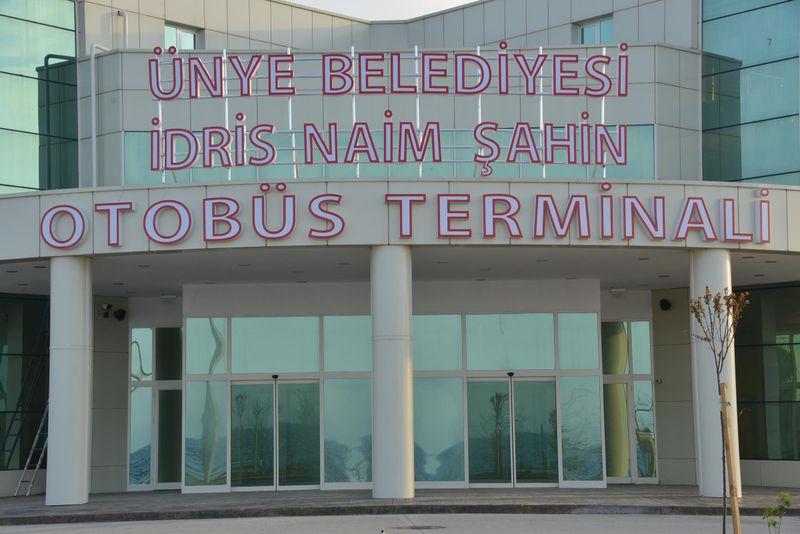 ÜNYE BELEDİYESİ
İDRİS NAİM ŞAHİN
OTOBÜS TERMİNALİ